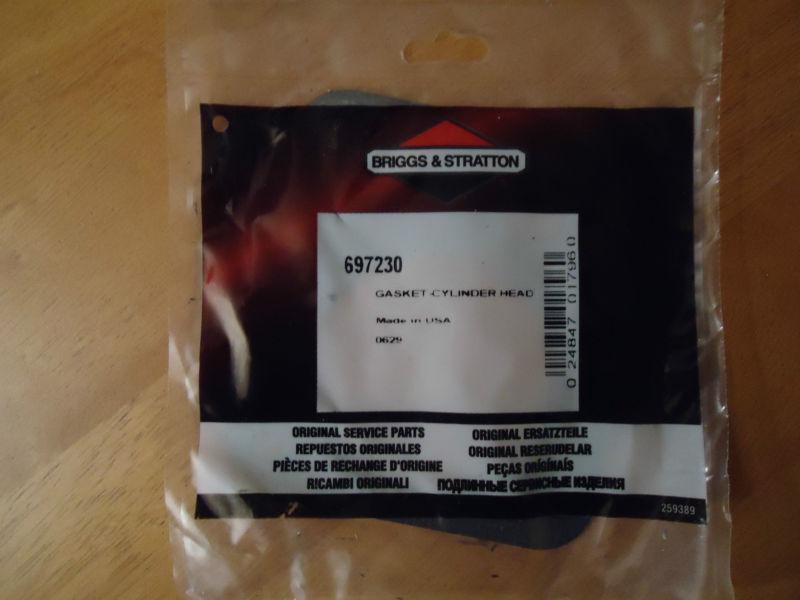 BRIGGS & STRATTON
697230
GASKET-CYLINDER HEAD
Made in USA
0629
0 24847 01796 0
ORIGINAL SERVICE PARTS
REPUESTOS ORIGINALES
PIÈCES DE RECHANGE D'ORIGINE
RICAMBI ORIGINALI
ORIGINAL ERSATZTEILE
ORIGINAL RESERUDELAR
PEÇAS ORIGINAIS
ПОДЛИННЫЕ СЕРВИСНЫЕ ИЗДЕЛИЯ
259389